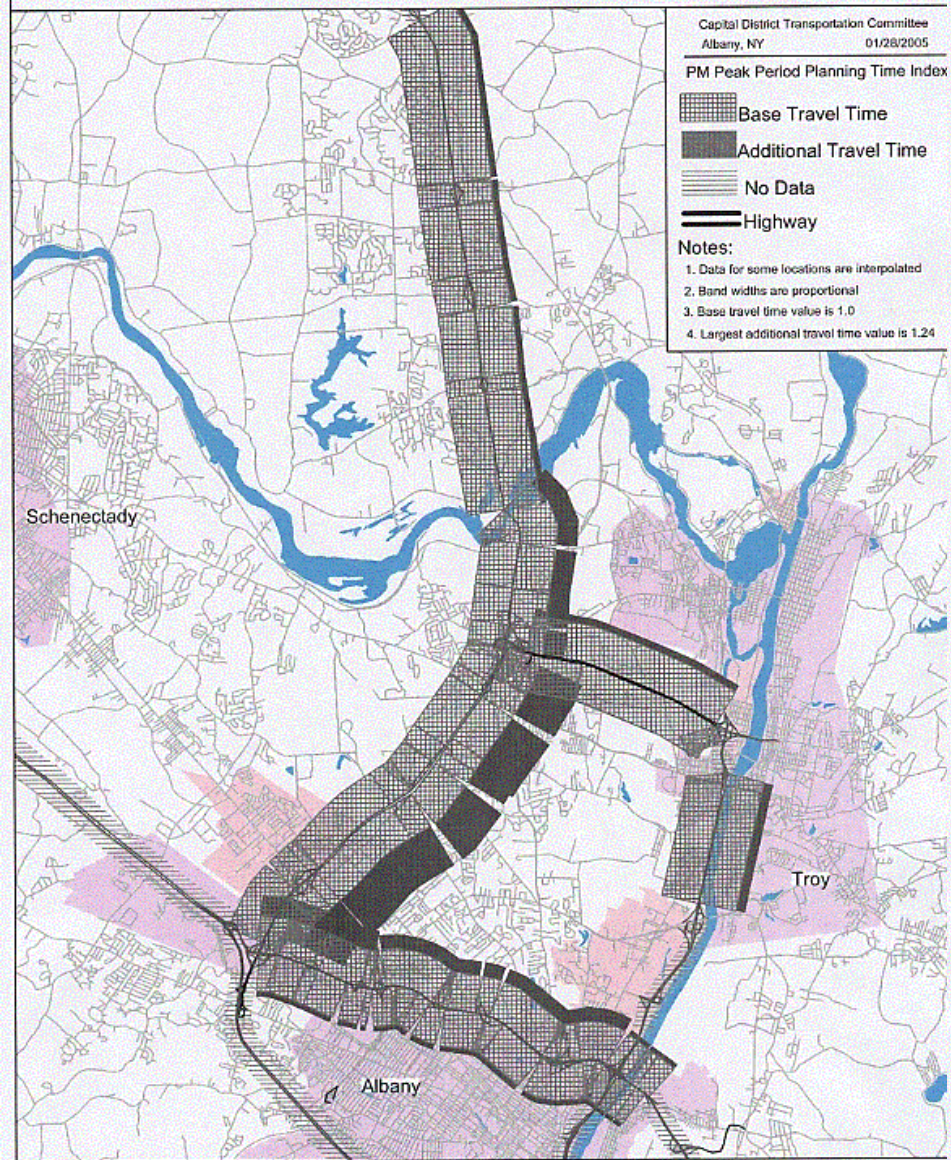 Capital District Transportation Committee
Albany, NY 01/28/2005
PM Peak Period Planning Time Index
Base Travel Time
Additional Travel Time
No Data
Highway
Notes:
1. Data for some locations are interpolated
2. Band widths are proportional
3. Base travel time value is 1.0
4. Largest additional travel time value is 1.24
Schenectady
Troy
Albany